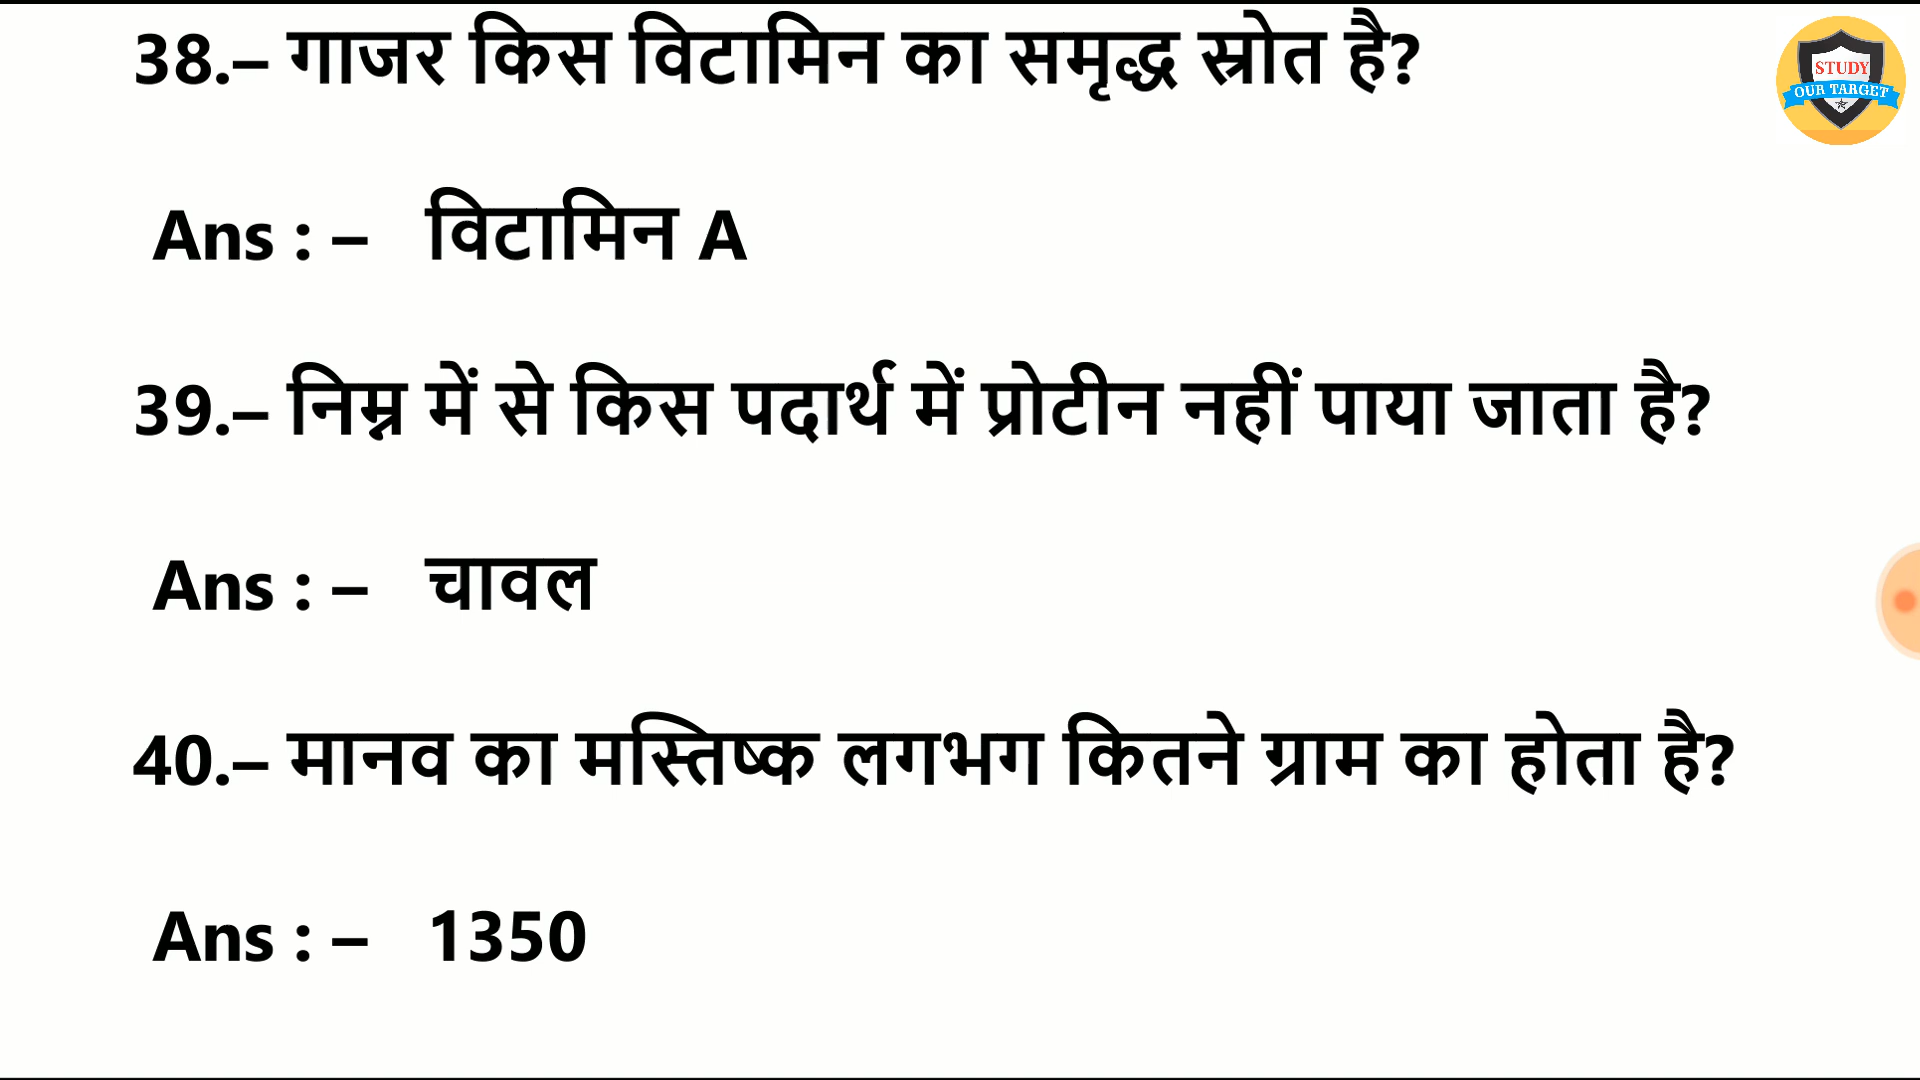 38.– गाजर किस विटामिन का समृद्ध स्रोत है?
STUDY
OUR TARGET
Ans : – विटामिन A
39.– निम्न में से किस पदार्थ में प्रोटीन नहीं पाया जाता है?
Ans : – चावल
40.– मानव का मस्तिष्क लगभग कितने ग्राम का होता है?
Ans : – 1350